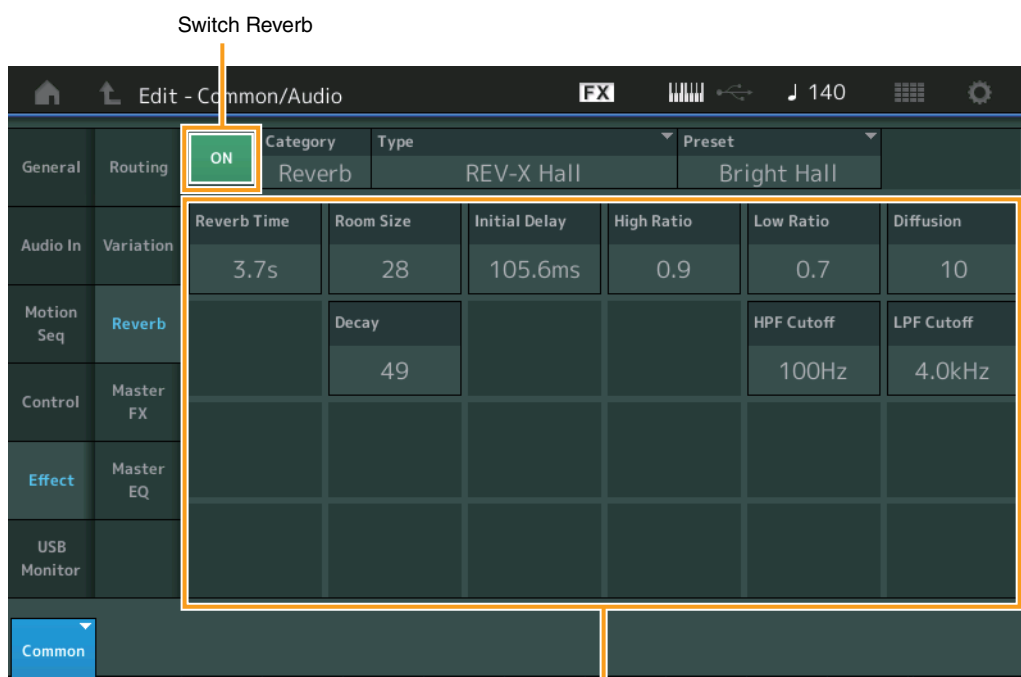 Switch Reverb
Edit - Common/Audio
FX
140
General
Routing
ON
Category
Reverb
Type
REV-X Hall
Preset
Bright Hall
Audio In
Variation
Reverb Time
3.7s
Room Size
28
Initial Delay
105.6ms
High Ratio
0.9
Low Ratio
0.7
Diffusion
10
Motion
Seq
Reverb
Decay
49
HPF Cutoff
100Hz
LPF Cutoff
4.0kHz
Control
Master
FX
Effect
Master
EQ
USB
Monitor
Common